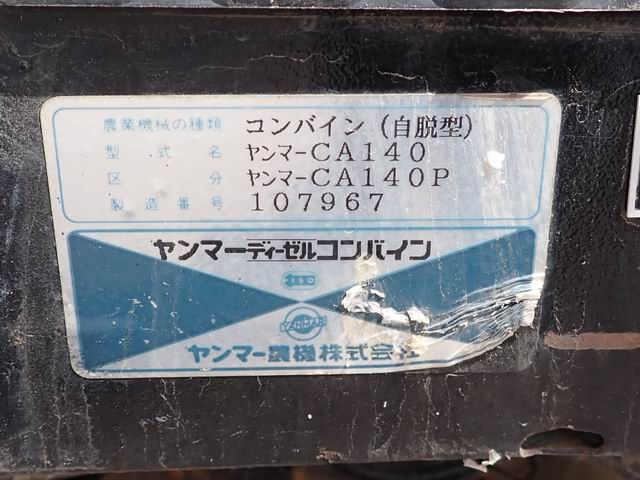 農業機械の種類 コンバイン(自脱型)
型式名 ヤンマーCA140
区分 ヤンマーCA140P
製造番号 107967
ヤンマーディーゼルコンバイン
YANMAR
ヤンマー農機株式会社